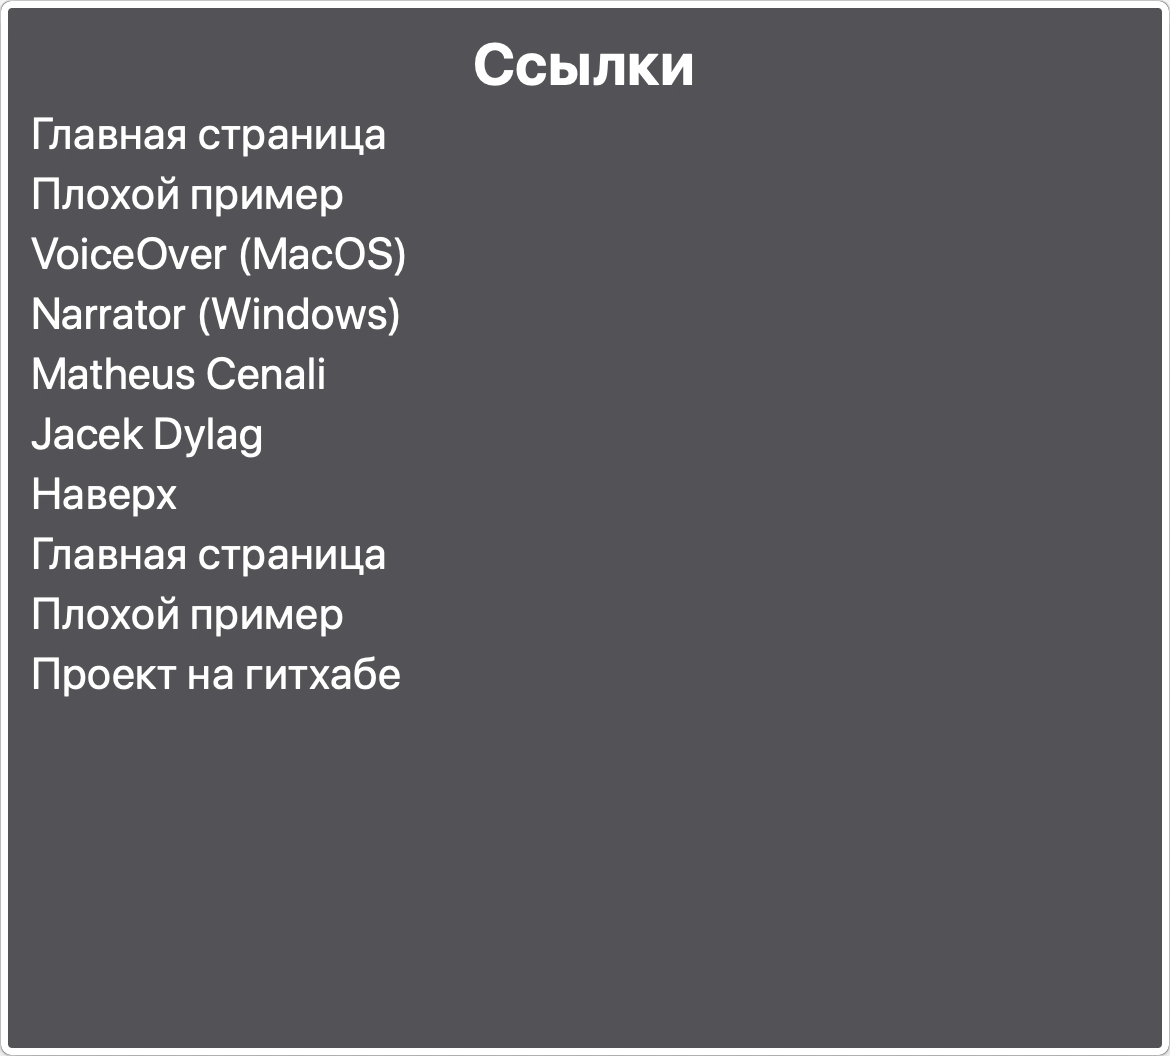 Ссылки
Главная страница
Плохой пример
VoiceOver (MacOS)
Narrator (Windows)
Matheus Cenali
Jacek Dylag
Наверх
Главная страница
Плохой пример
Проект на гитхабе